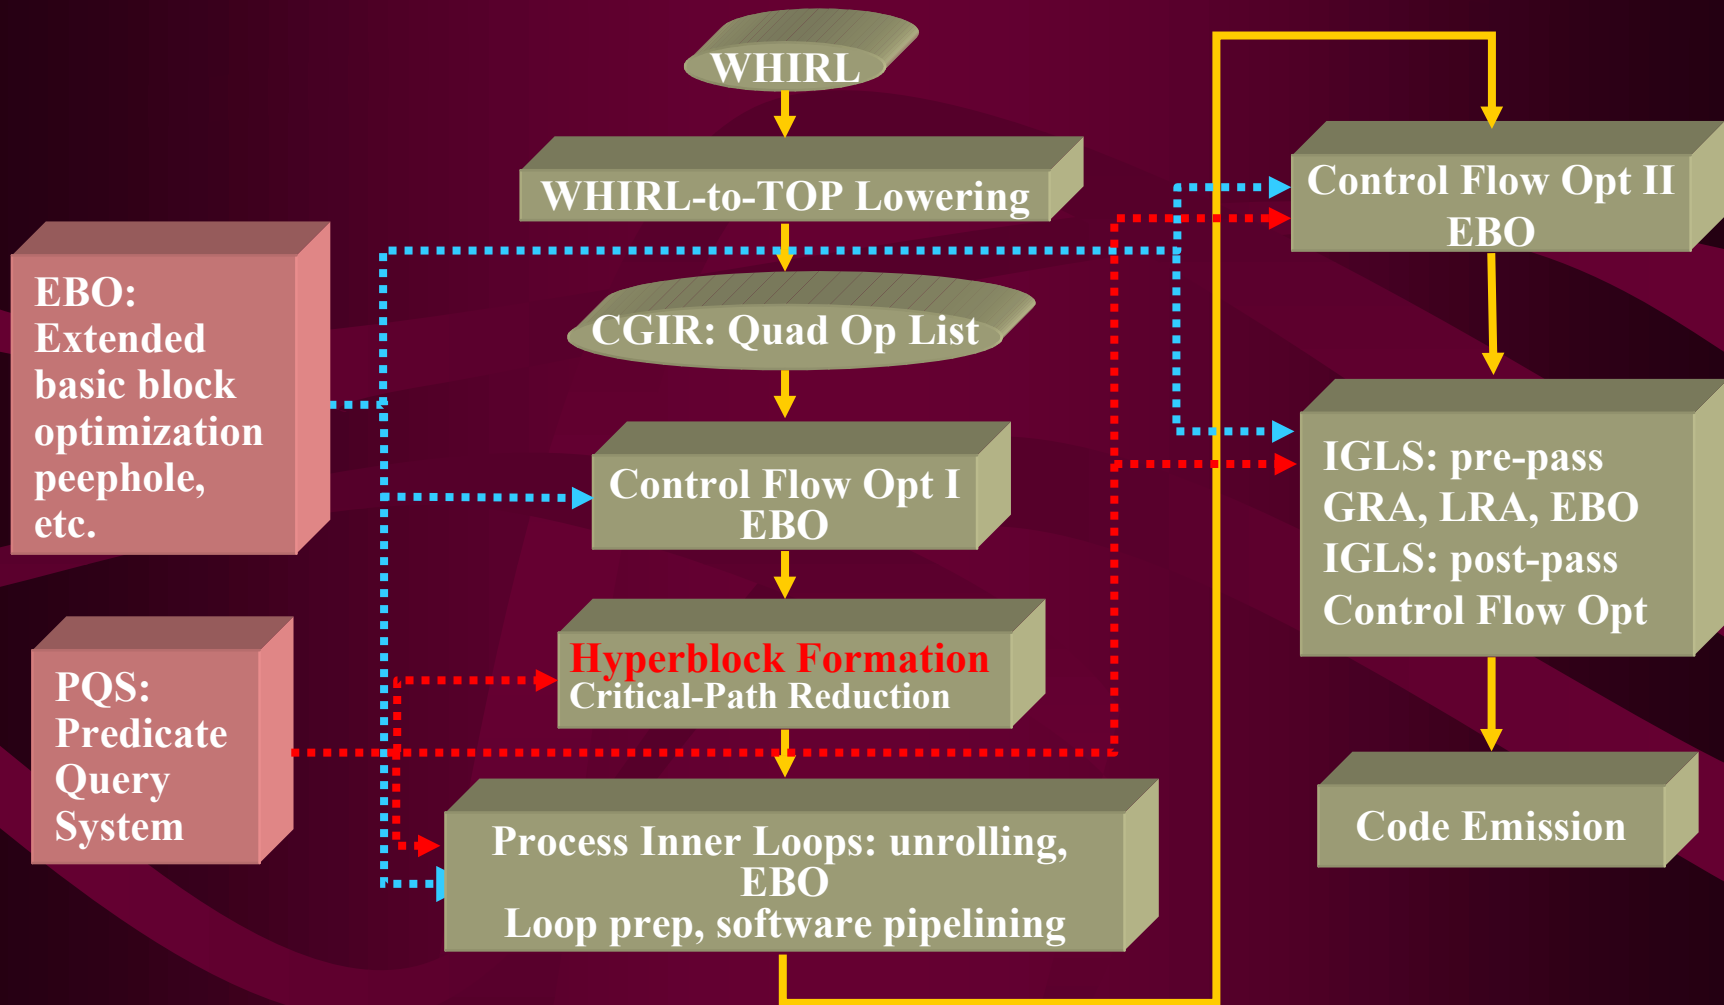 WHIRL
WHIRL-to-TOP Lowering
CGIR: Quad Op List
Control Flow Opt I
EBO
Hyperblock Formation
Critical-Path Reduction
Process Inner Loops: unrolling,
EBO
Loop prep, software pipelining
EBO:
Extended
basic block
optimization
peephole,
etc.
PQS:
Predicate
Query
System
Control Flow Opt II
EBO
IGLS: pre-pass
GRA, LRA, EBO
IGLS: post-pass
Control Flow Opt
Code Emission